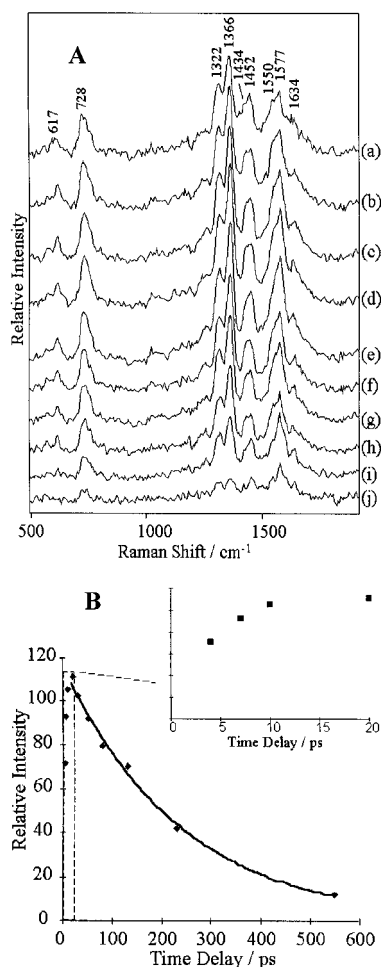 A
617
728
1322
1366
1434
1452
1550
1577
1634
(a)
(b)
(c)
(d)
(e)
(f)
(g)
(h)
(i)
(j)
Relative Intensity
500
1000
1500
Raman Shift / cm-1
B
120
100
80
60
40
20
0
Relative Intensity
0
100
200
300
400
500
600
Time Delay / ps
0
5
10
15
20
Time Delay / ps